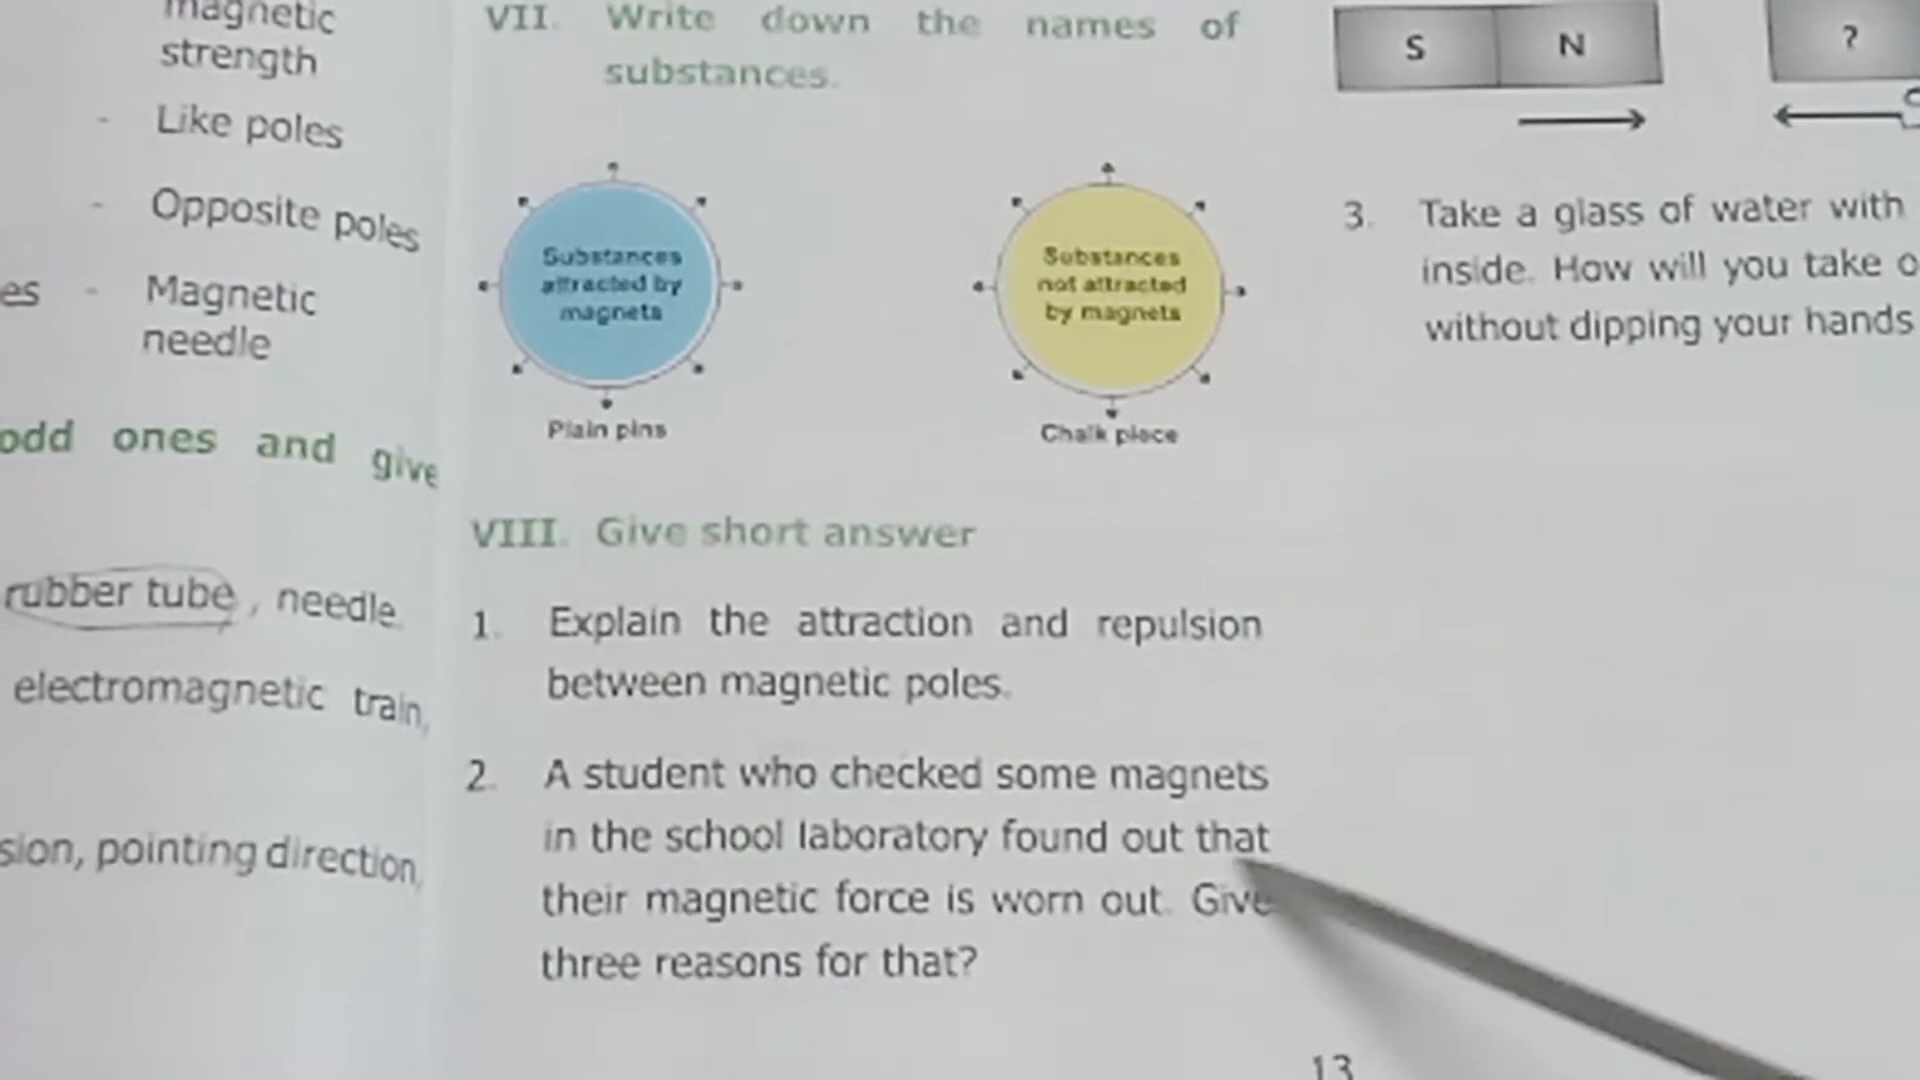 magnetic
strength
- Like poles
- Opposite poles
es - Magnetic
needle
odd ones and give
rubber tube, needle.
electromagnetic train,
sion, pointing direction,
VII. Write down the names of
substances.
Substances
attracted by
magnets
Plain pins
Substances
not attracted
by magnets
Chalk piece
VIII. Give short answer
1. Explain the attraction and repulsion
between magnetic poles.
2. A student who checked some magnets
in the school laboratory found out that
their magnetic force is worn out. Give
three reasons for that?
S N ?
3. Take a glass of water with
inside. How will you take o
without dipping your hands
13